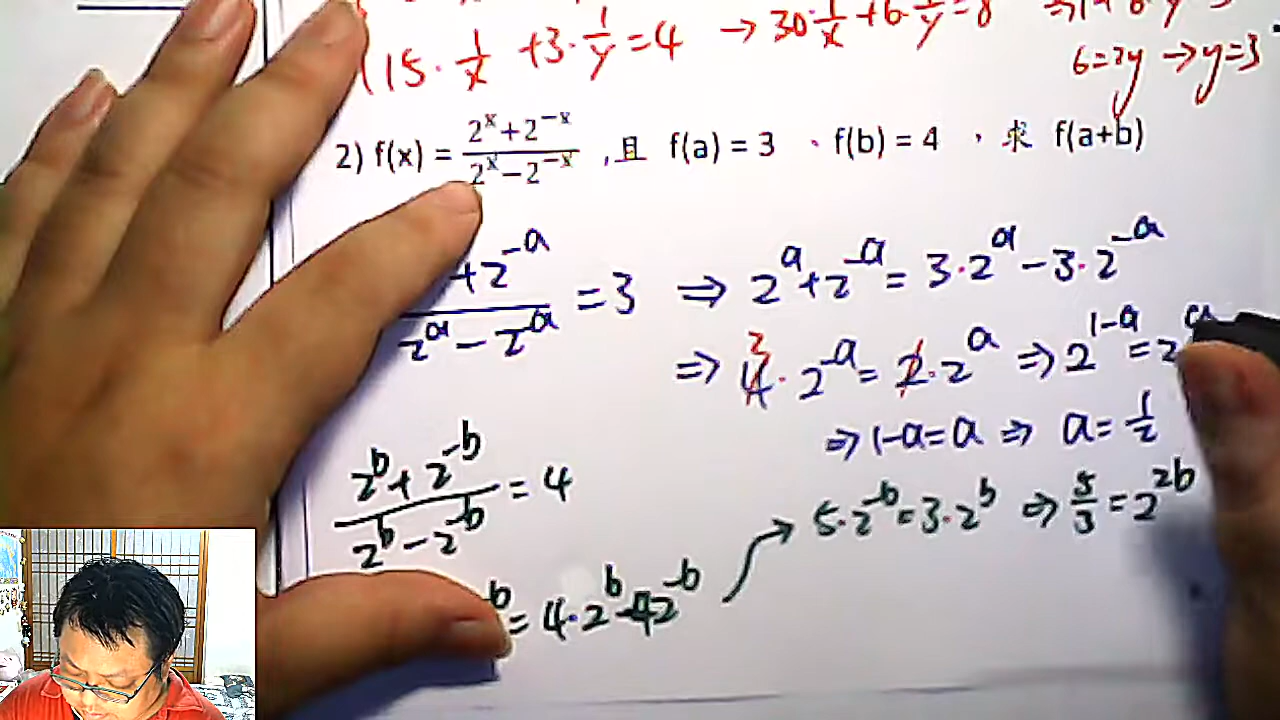 15 · 1/x + 3 · 1/y = 4 → 30 · 1/x + 6 · 1/y = 8
6 = 2y → y = 3
2) f(x) = (2^x + 2^-x)/(2^x − 2^-x) , 且 f(a) = 3 、f(b) = 4 ，求 f(a+b)
+ 2^-a / 2^a − 2^-a = 3 ⇒ 2^a + 2^-a = 3 · 2^a − 3 · 2^-a
⇒ 4 · 2^-a = 2 · 2^a ⇒ 2^1-a = 2^a
⇒ 1−a = a ⇒ a = 1/2
(2^b + 2^-b)/(2^b − 2^-b) = 4
5 · 2^-b = 3 · 2^b ⇒ 5/3 = 2^2b
b = 4 · 2^b − 4 2^-b